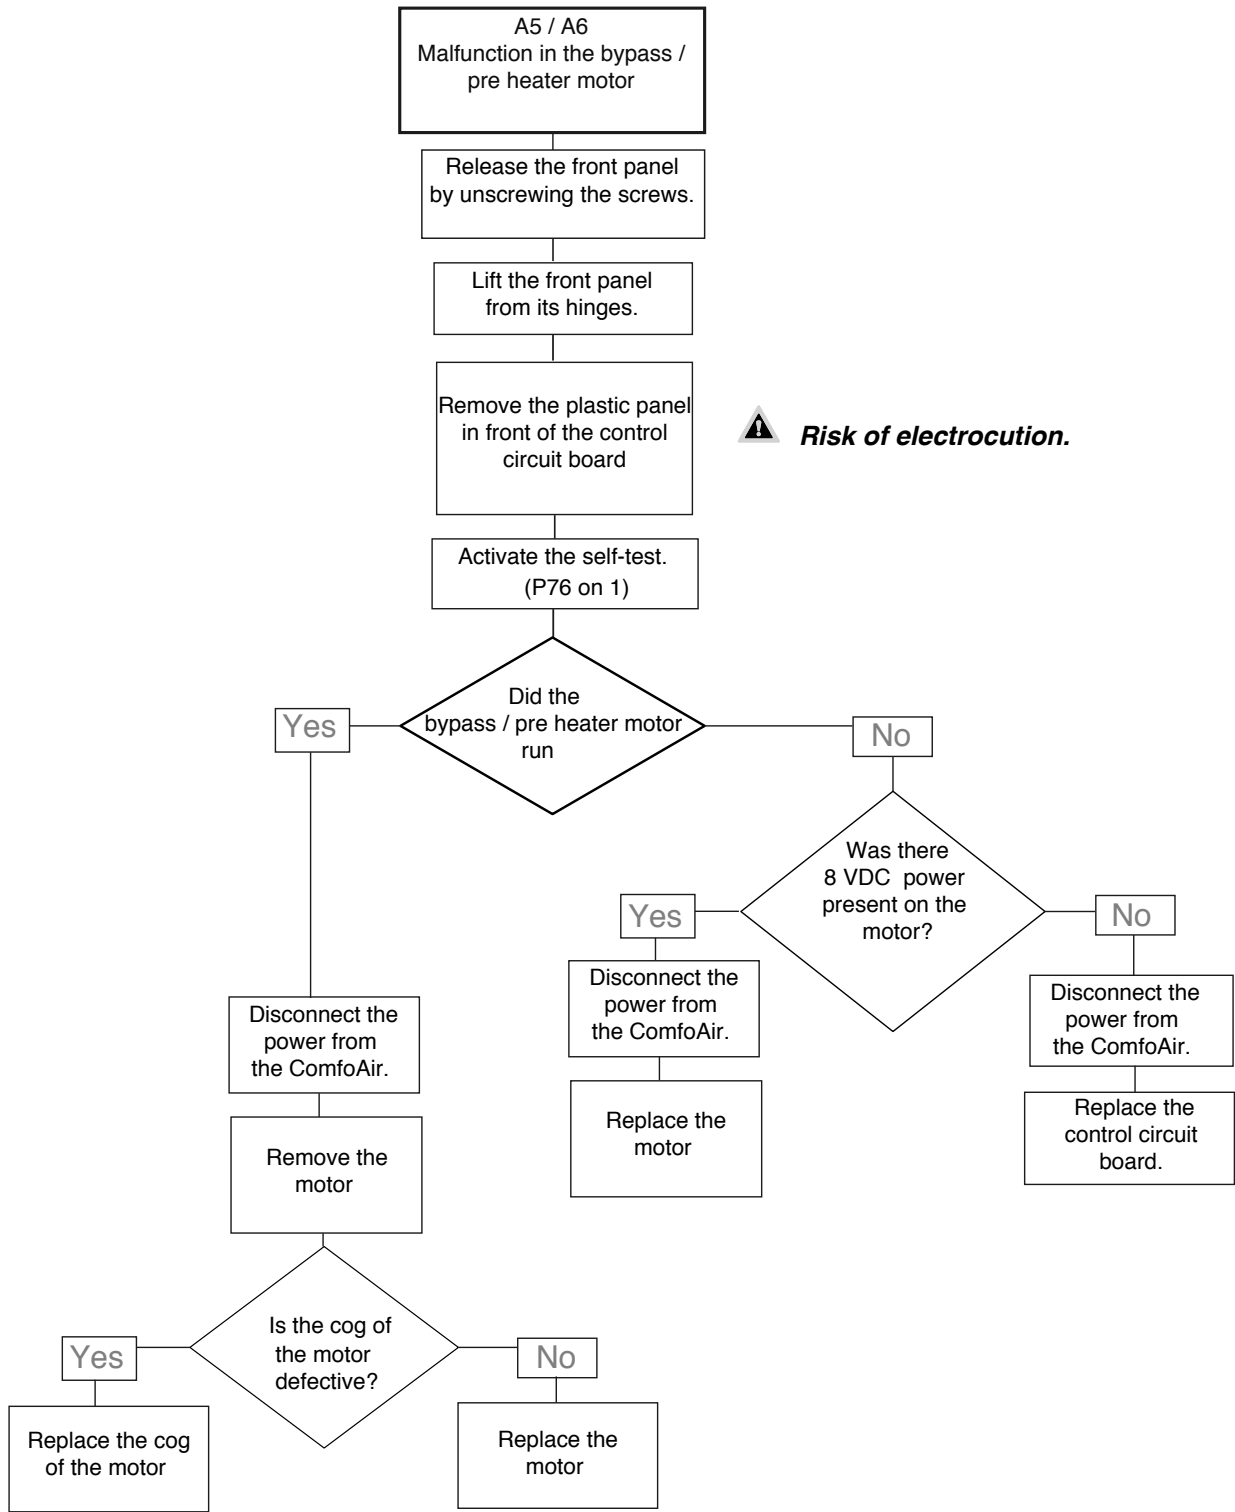 A5 / A6
Malfunction in the bypass /
pre heater motor
Release the front panel
by unscrewing the screws.
Lift the front panel
from its hinges.
Remove the plastic panel
in front of the control
circuit board
Risk of electrocution.
Activate the self-test.
(P76 on 1)
Did the
bypass / pre heater motor
run
Yes
No
Was there
8 VDC power
present on the
motor?
Yes
No
Disconnect the
power from
the ComfoAir.
Replace the
motor
Disconnect the
power from
the ComfoAir.
Replace the
control circuit
board.
Disconnect the
power from
the ComfoAir.
Remove the
motor
Is the cog of
the motor
defective?
Yes
No
Replace the cog
of the motor
Replace the
motor